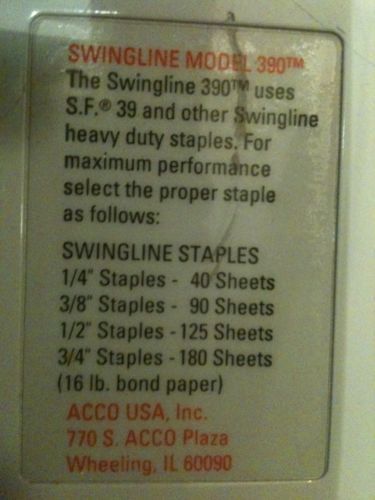 SWINGLINE MODEL 390™
The Swingline 390™ uses
S.F.® 39 and other Swingline
heavy duty staples. For
maximum performance
select the proper staple
as follows:
SWINGLINE STAPLES
1/4" Staples - 40 Sheets
3/8" Staples - 90 Sheets
1/2" Staples - 125 Sheets
3/4" Staples - 180 Sheets
(16 lb. bond paper)
ACCO USA, Inc.
770 S. ACCO Plaza
Wheeling, IL 60090